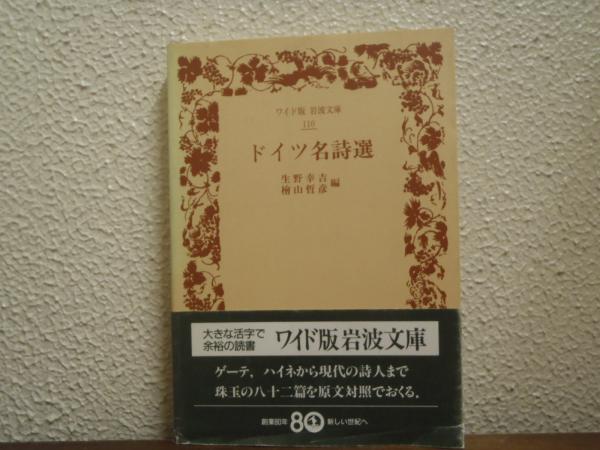 ワイド版 岩波文庫
110
ドイツ名詩選
生野幸吉
檜山哲彦 編
大きな活字で
余裕の読書
ワイド版岩波文庫
ゲーテ，ハイネから現代の詩人まで
珠玉の八十二篇を原文対照でおくる．
創業80年 80 新しい世紀へ